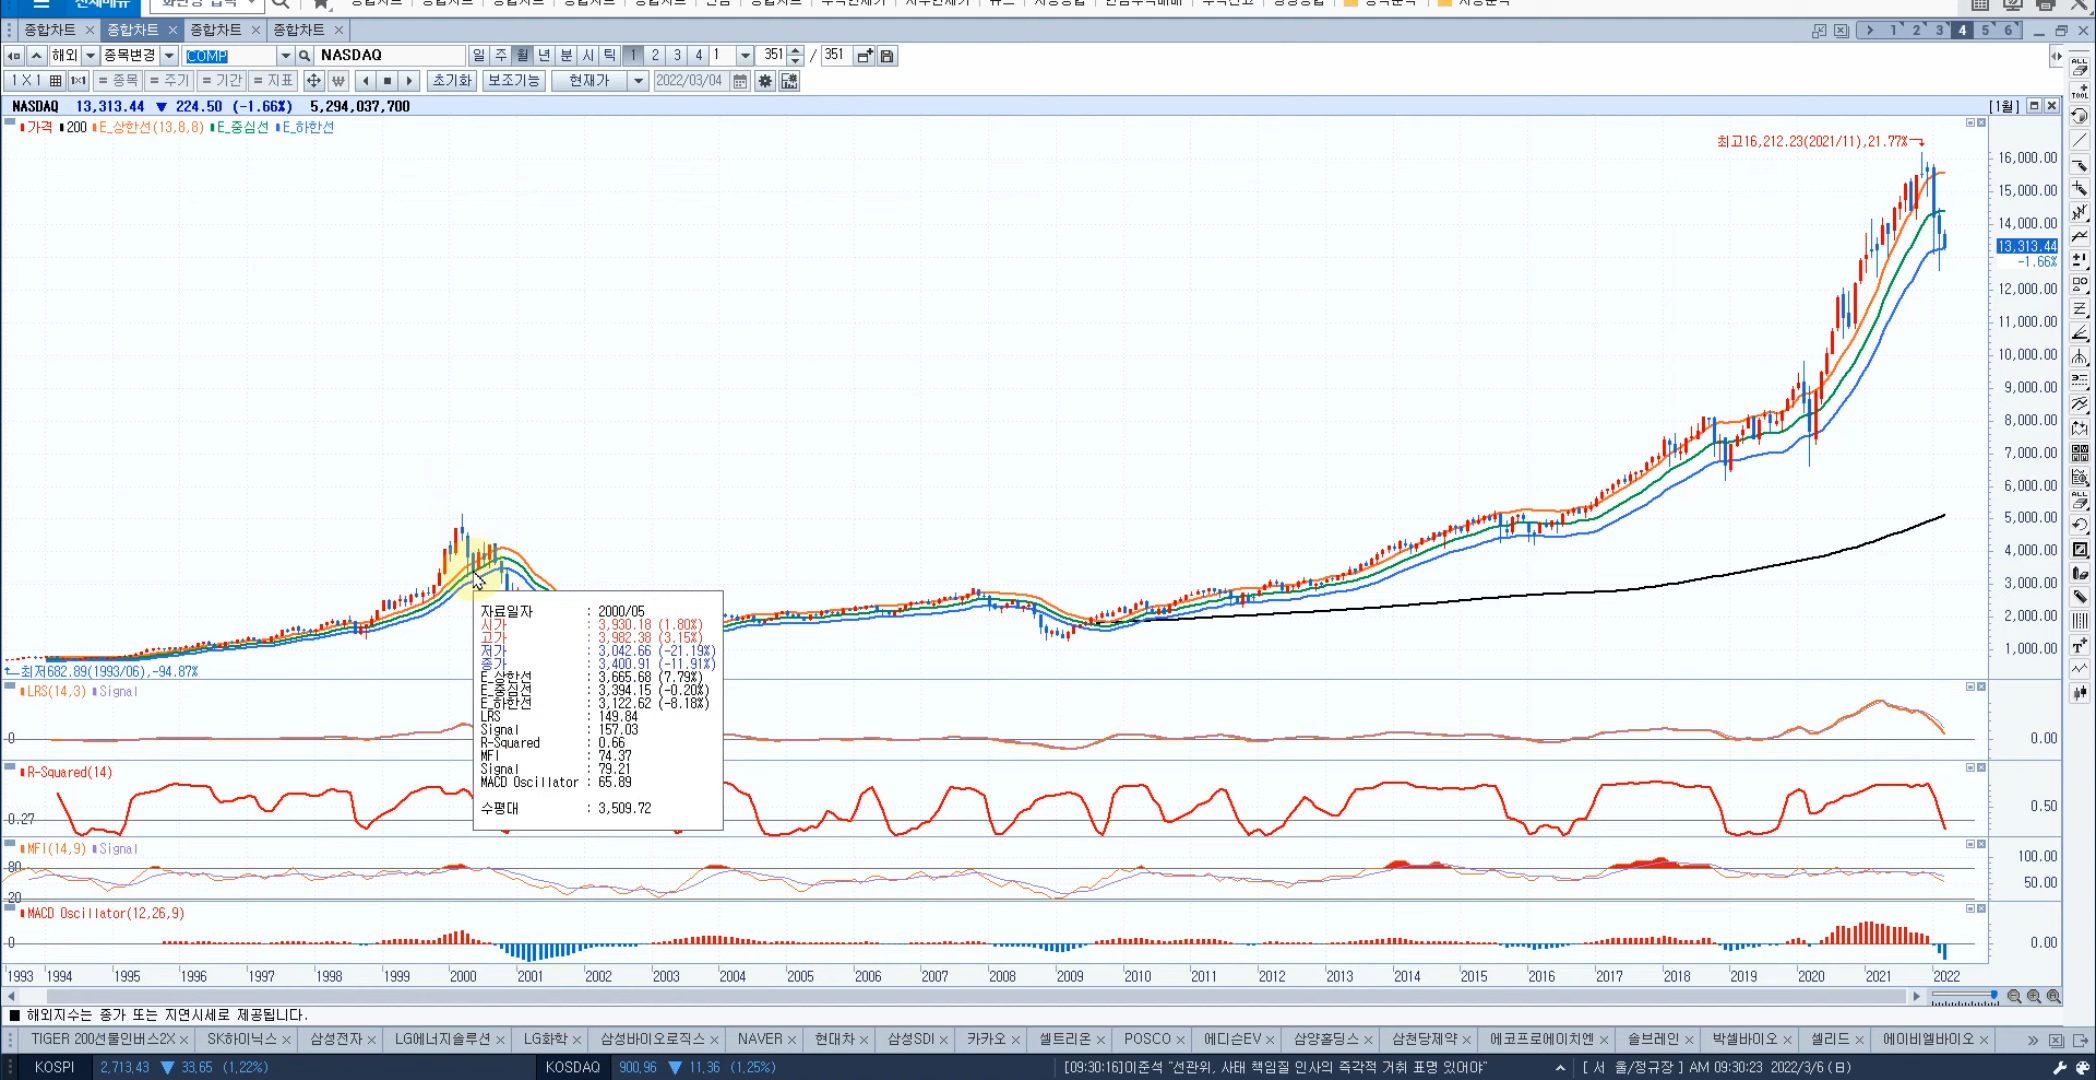 전체메뉴
종합차트 × 종합차트 × 종합차트 × 종합차트 ×
1 2 3 4 5 6
해외 종목변경 COMP NASDAQ 일 주 월 년 분 시 틱 1 2 3 4 1 351 / 351
1 X 1 = 종목 = 주기 = 기간 = 지표 초기화 보조기능 현재가 2022/03/04
NASDAQ 13,313.44 ▼ 224.50 (-1.66%) 5,294,037,700 [1월]
가격 200 E_상한선(13,8,8) E_중심선 E_하한선
최고16,212.23(2021/11),21.77%
16,000.00
15,000.00
14,000.00
13,313.44
-1.66%
12,000.00
11,000.00
10,000.00
9,000.00
8,000.00
7,000.00
6,000.00
5,000.00
4,000.00
3,000.00
2,000.00
1,000.00
최저682.89(1993/06),-94.87%
자료일자 : 2000/05
시가 : 3,930.18 (1.80%)
고가 : 3,982.38 (3.15%)
저가 : 3,042.66 (-21.19%)
종가 : 3,400.91 (-11.91%)
E_상한선 : 3,665.68 (7.79%)
E_중심선 : 3,394.15 (-0.20%)
E_하한선 : 3,122.62 (-8.18%)
LRS : 149.84
Signal : 157.03
R-Squared : 0.66
MFI : 74.37
Signal : 79.21
MACD Oscillator : 65.89
수평대 : 3,509.72
LRS(14,3) Signal
0 0.00
R-Squared(14)
0.27 0.50
MFI(14,9) Signal
80 100.00
20 50.00
MACD Oscillator(12,26,9)
0 0.00
1993 1994 1995 1996 1997 1998 1999 2000 2001 2002 2003 2004 2005 2006 2007 2008 2009 2010 2011 2012 2013 2014 2015 2016 2017 2018 2019 2020 2021 2022
■ 해외지수는 종가 또는 지연시세로 제공됩니다.
TIGER 200선물인버스2X × SK하이닉스 × 삼성전자 × LG에너지솔루션 × LG화학 × 삼성바이오로직스 × NAVER × 현대차 × 삼성SDI × 카카오 × 셀트리온 × POSCO × 에디슨EV × 삼양홀딩스 × 삼천당제약 × 에코프로에이치엔 × 솔브레인 × 박셀바이오 × 셀리드 × 에이비엘바이오 ×
KOSPI 2,713.43 ▼ 33.65 (1.22%) KOSDAQ 900.96 ▼ 11.36 (1.25%) [09:30:16]이준석 "선관위, 사태 책임질 인사의 즉각적 거취 표명 있어야" [ 서 울/정규장 ] AM 09:30:23 2022/3/6 (日)